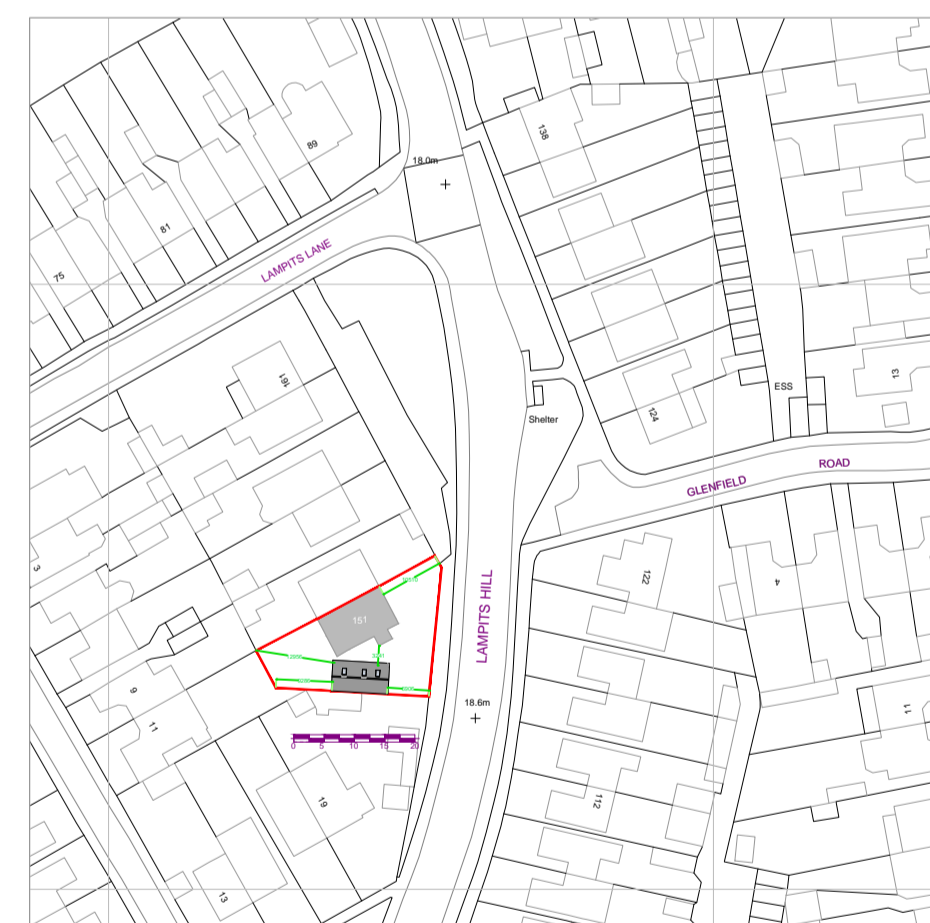 138
89
18.0m
81
LAMPITS LANE
75
ESS
13
161
124
Shelter
ROAD
GLENFIELD
3
122
4
151
LAMPITS HILL
9
11
18.6m
11
0 5 10 15 20
19
112
13